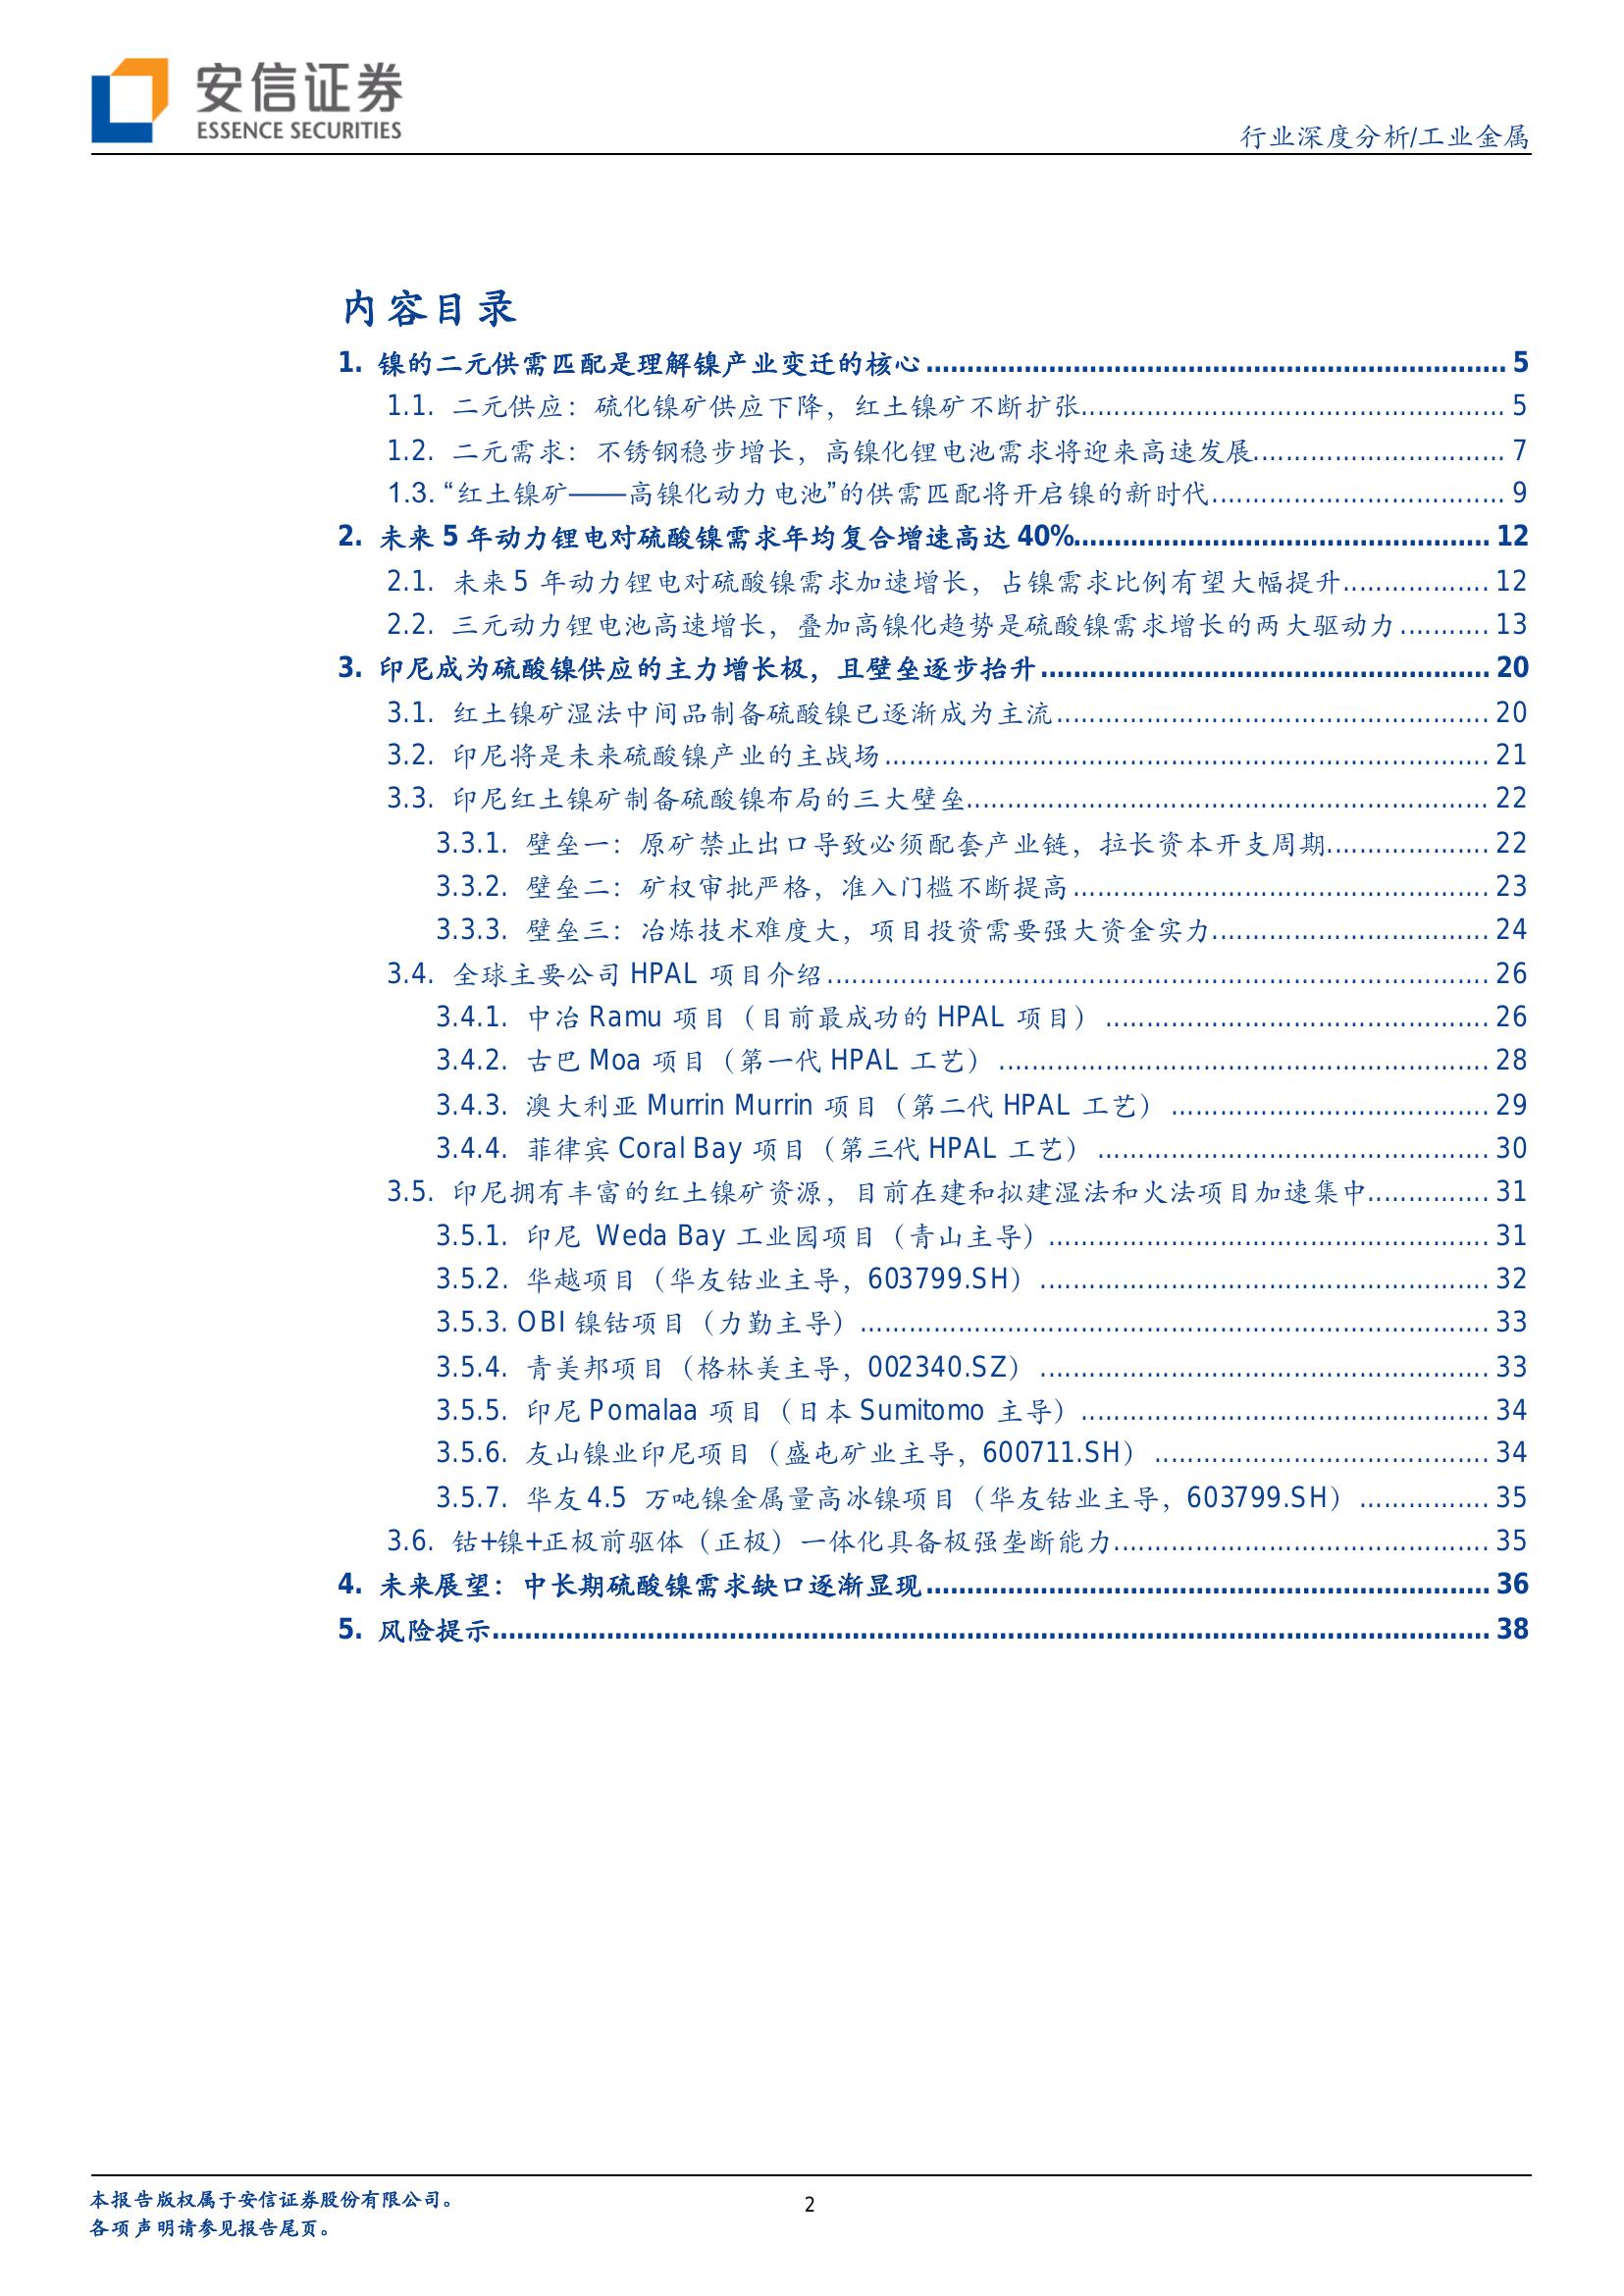 安信证券
ESSENCE SECURITIES
行业深度分析/工业金属
内容目录
1. 镍的二元供需匹配是理解镍产业变迁的核心 5
1.1. 二元供应：硫化镍矿供应下降，红土镍矿不断扩张 5
1.2. 二元需求：不锈钢稳步增长，高镍化锂电池需求将迎来高速发展 7
1.3. “红土镍矿——高镍化动力电池”的供需匹配将开启镍的新时代 9
2. 未来 5 年动力锂电对硫酸镍需求年均复合增速高达 40% 12
2.1. 未来 5 年动力锂电对硫酸镍需求加速增长，占镍需求比例有望大幅提升 12
2.2. 三元动力锂电池高速增长，叠加高镍化趋势是硫酸镍需求增长的两大驱动力 13
3. 印尼成为硫酸镍供应的主力增长极，且壁垒逐步抬升 20
3.1. 红土镍矿湿法中间品制备硫酸镍已逐渐成为主流 20
3.2. 印尼将是未来硫酸镍产业的主战场 21
3.3. 印尼红土镍矿制备硫酸镍布局的三大壁垒 22
3.3.1. 壁垒一：原矿禁止出口导致必须配套产业链，拉长资本开支周期 22
3.3.2. 壁垒二：矿权审批严格，准入门槛不断提高 23
3.3.3. 壁垒三：冶炼技术难度大，项目投资需要强大资金实力 24
3.4. 全球主要公司 HPAL 项目介绍 26
3.4.1. 中冶 Ramu 项目（目前最成功的 HPAL 项目） 26
3.4.2. 古巴 Moa 项目（第一代 HPAL 工艺） 28
3.4.3. 澳大利亚 Murrin Murrin 项目（第二代 HPAL 工艺） 29
3.4.4. 菲律宾 Coral Bay 项目（第三代 HPAL 工艺） 30
3.5. 印尼拥有丰富的红土镍矿资源，目前在建和拟建湿法和火法项目加速集中 31
3.5.1. 印尼 Weda Bay 工业园项目（青山主导） 31
3.5.2. 华越项目（华友钴业主导，603799.SH） 32
3.5.3. OBI 镍钴项目（力勤主导） 33
3.5.4. 青美邦项目（格林美主导，002340.SZ） 33
3.5.5. 印尼 Pomalaa 项目（日本 Sumitomo 主导） 34
3.5.6. 友山镍业印尼项目（盛屯矿业主导，600711.SH） 34
3.5.7. 华友 4.5 万吨镍金属量高冰镍项目（华友钴业主导，603799.SH） 35
3.6. 钴+镍+正极前驱体（正极）一体化具备极强垄断能力 35
4. 未来展望：中长期硫酸镍需求缺口逐渐显现 36
5. 风险提示 38
本报告版权属于安信证券股份有限公司。
2
各项声明请参见报告尾页。